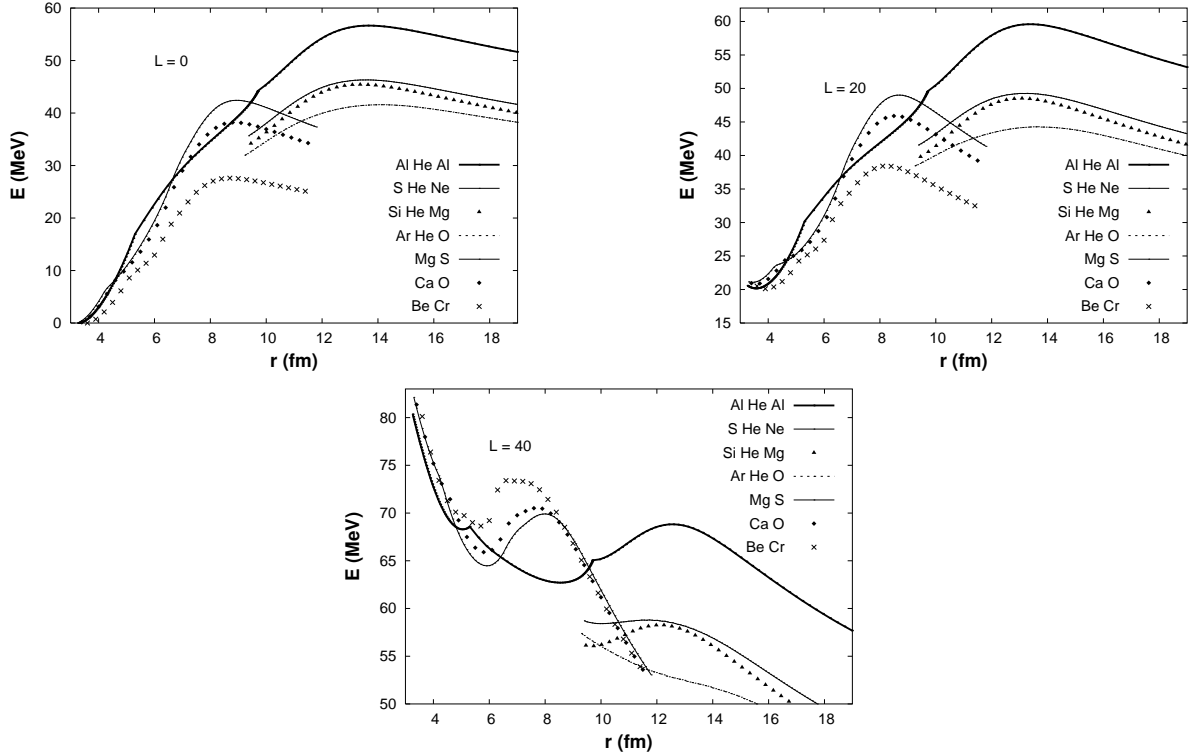 60
50
40
30
20
10
0
E (MeV)
L = 0
Al He Al
S He Ne
Si He Mg
Ar He O
Mg S
Ca O
Be Cr
4 6 8 10 12 14 16 18
r (fm)
65
60
55
50
45
40
35
30
25
20
15
E (MeV)
L = 20
Al He Al
S He Ne
Si He Mg
Ar He O
Mg S
Ca O
Be Cr
4 6 8 10 12 14 16 18
r (fm)
80
75
70
65
60
55
50
E (MeV)
L = 40
Al He Al
S He Ne
Si He Mg
Ar He O
Mg S
Ca O
Be Cr
4 6 8 10 12 14 16 18
r (fm)